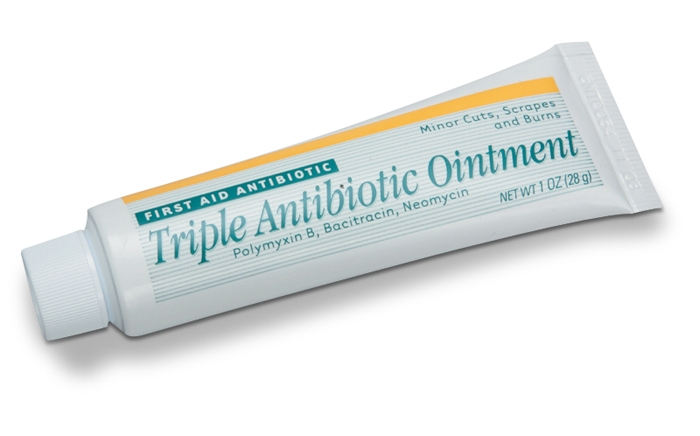 Minor Cuts, Scrapes
and Burns
FIRST AID ANTIBIOTIC
Triple Antibiotic Ointment
Polymyxin B, Bacitracin, Neomycin
NET WT 1 OZ (28 g)